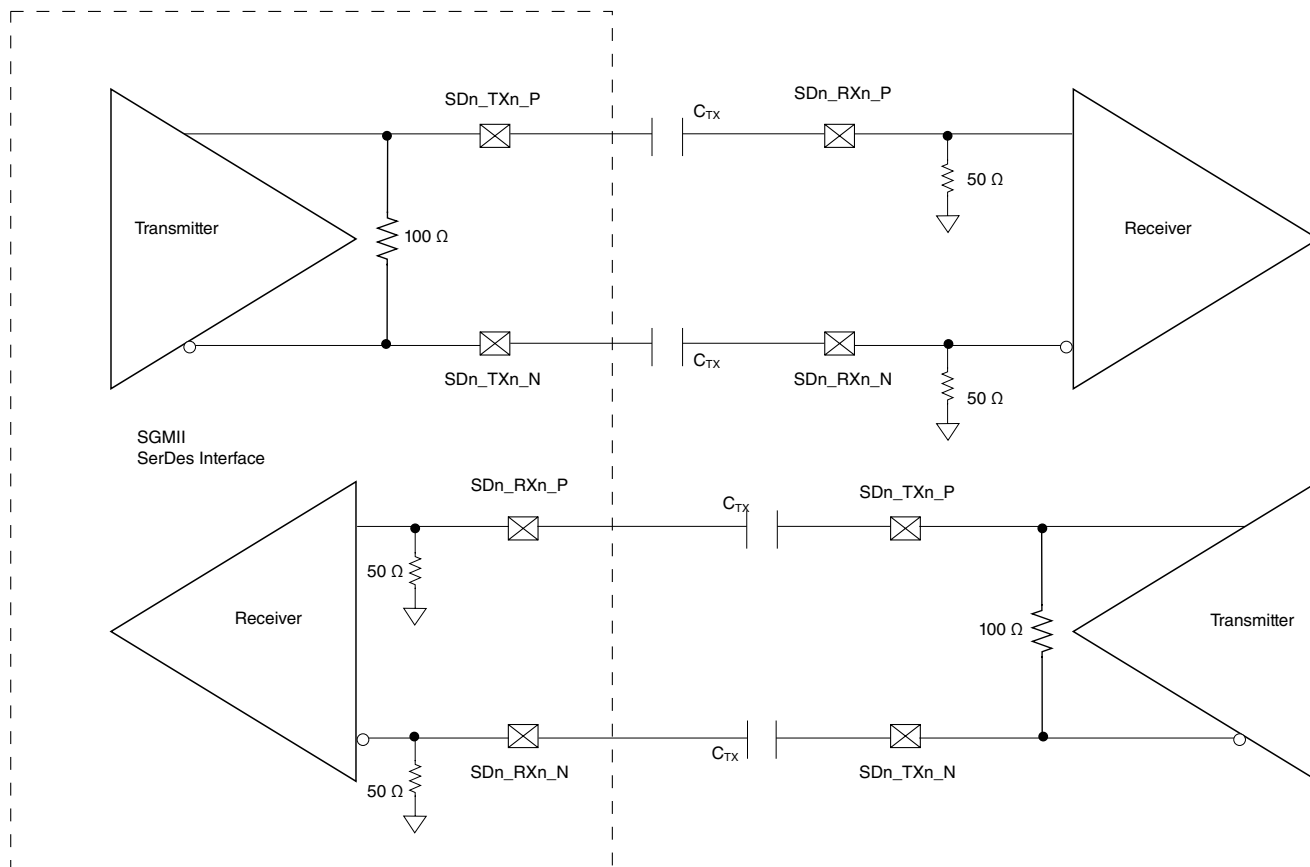 SDn_TXn_P
C_TX
SDn_RXn_P
50 Ω
Transmitter
100 Ω
Receiver
SDn_TXn_N
C_TX
SDn_RXn_N
50 Ω
SGMII
SerDes Interface
SDn_RXn_P
C_TX
SDn_TXn_P
50 Ω
Receiver
100 Ω
Transmitter
50 Ω
SDn_RXn_N
C_TX
SDn_TXn_N